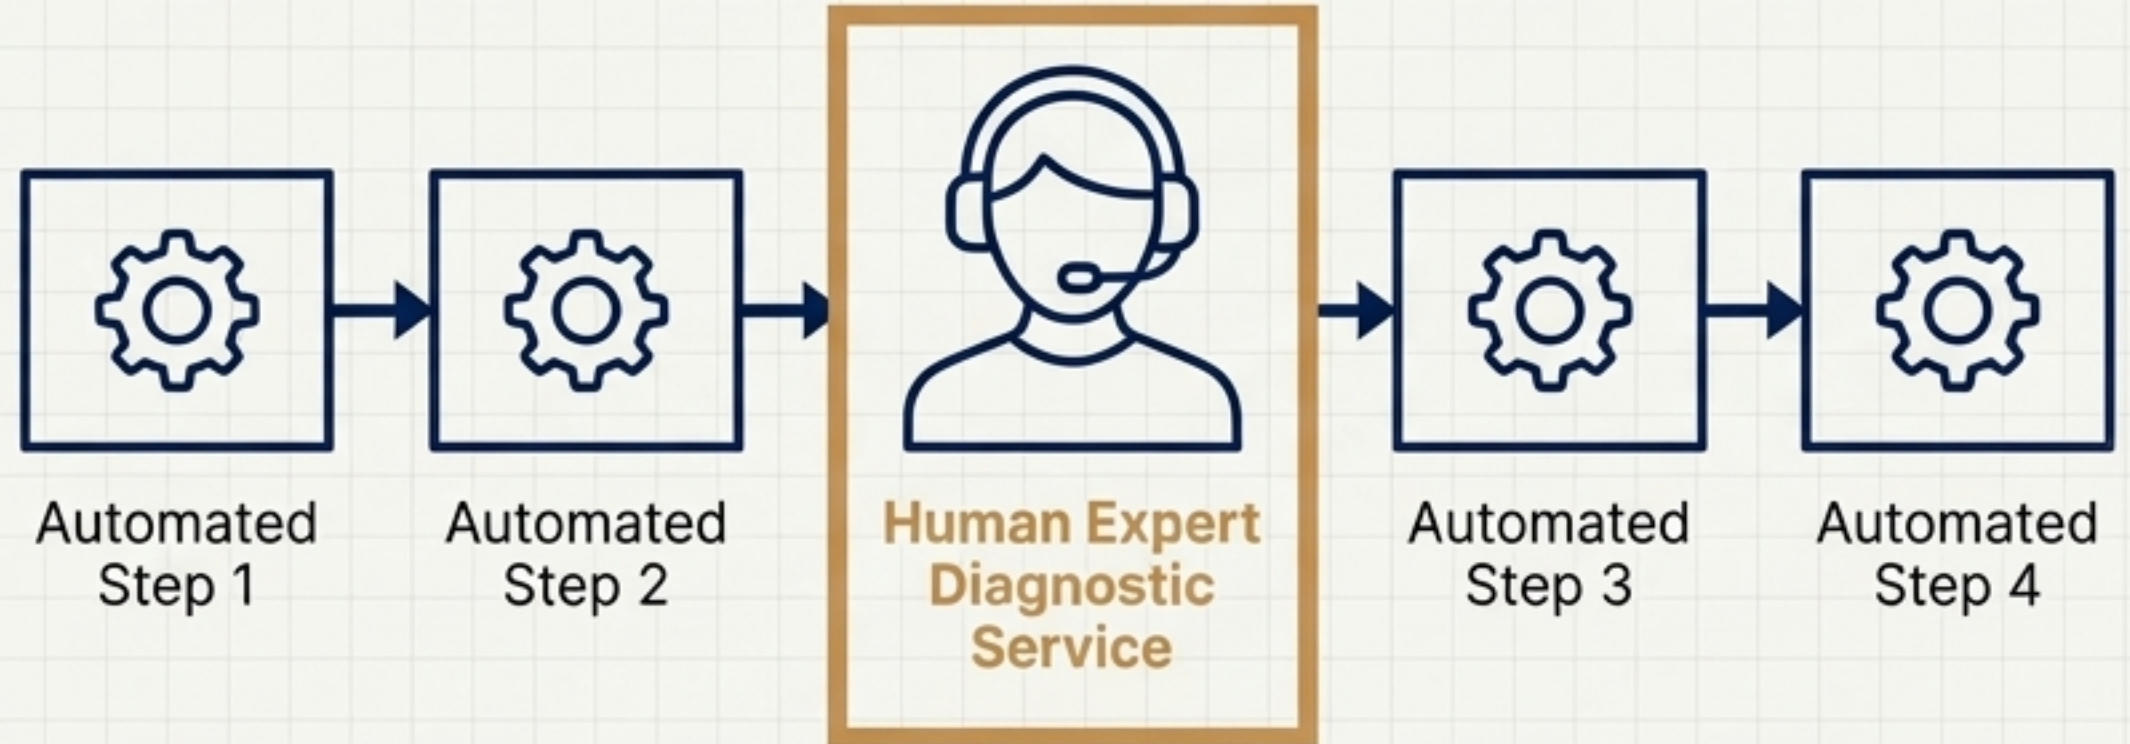 Automated
Step 1
Automated
Step 2
Human Expert
Diagnostic
Service
Automated
Step 3
Automated
Step 4